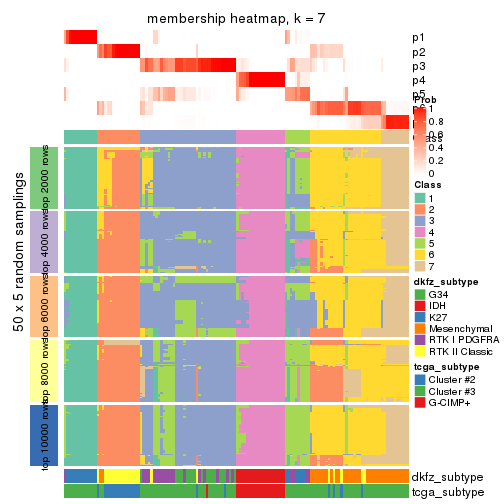 membership heatmap, k = 7
p1
p2
p3
p4
p5
p6
Prob
1
0.8
0.6
0.4
0.2
0
Class
1
2
3
4
5
6
7
dkfz_subtype
G34
IDH
K27
Mesenchymal
RTK I PDGFRA
RTK II Classic
tcga_subtype
Cluster #2
Cluster #3
G-CIMP+
50 x 5 random samplings
top 2000 rows
top 4000 rows
top 6000 rows
top 8000 rows
top 10000 rows
dkfz_subtype
tcga_subtype